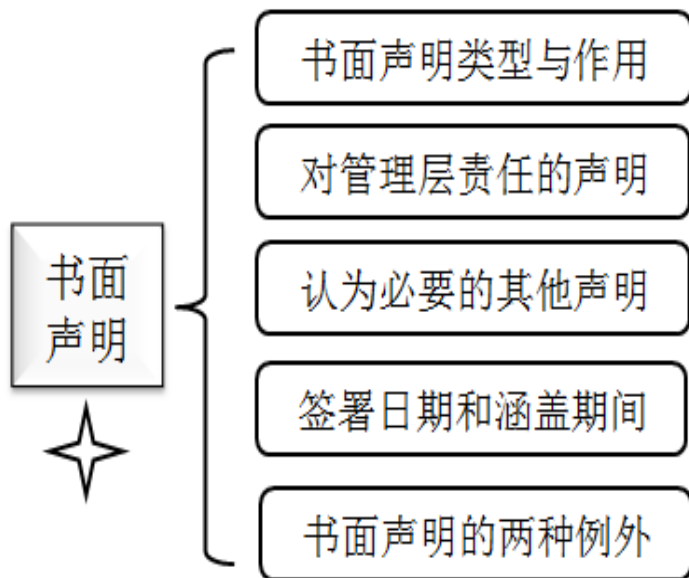 书面
声明
书面声明类型与作用
对管理层责任的声明
认为必要的其他声明
签署日期和涵盖期间
书面声明的两种例外